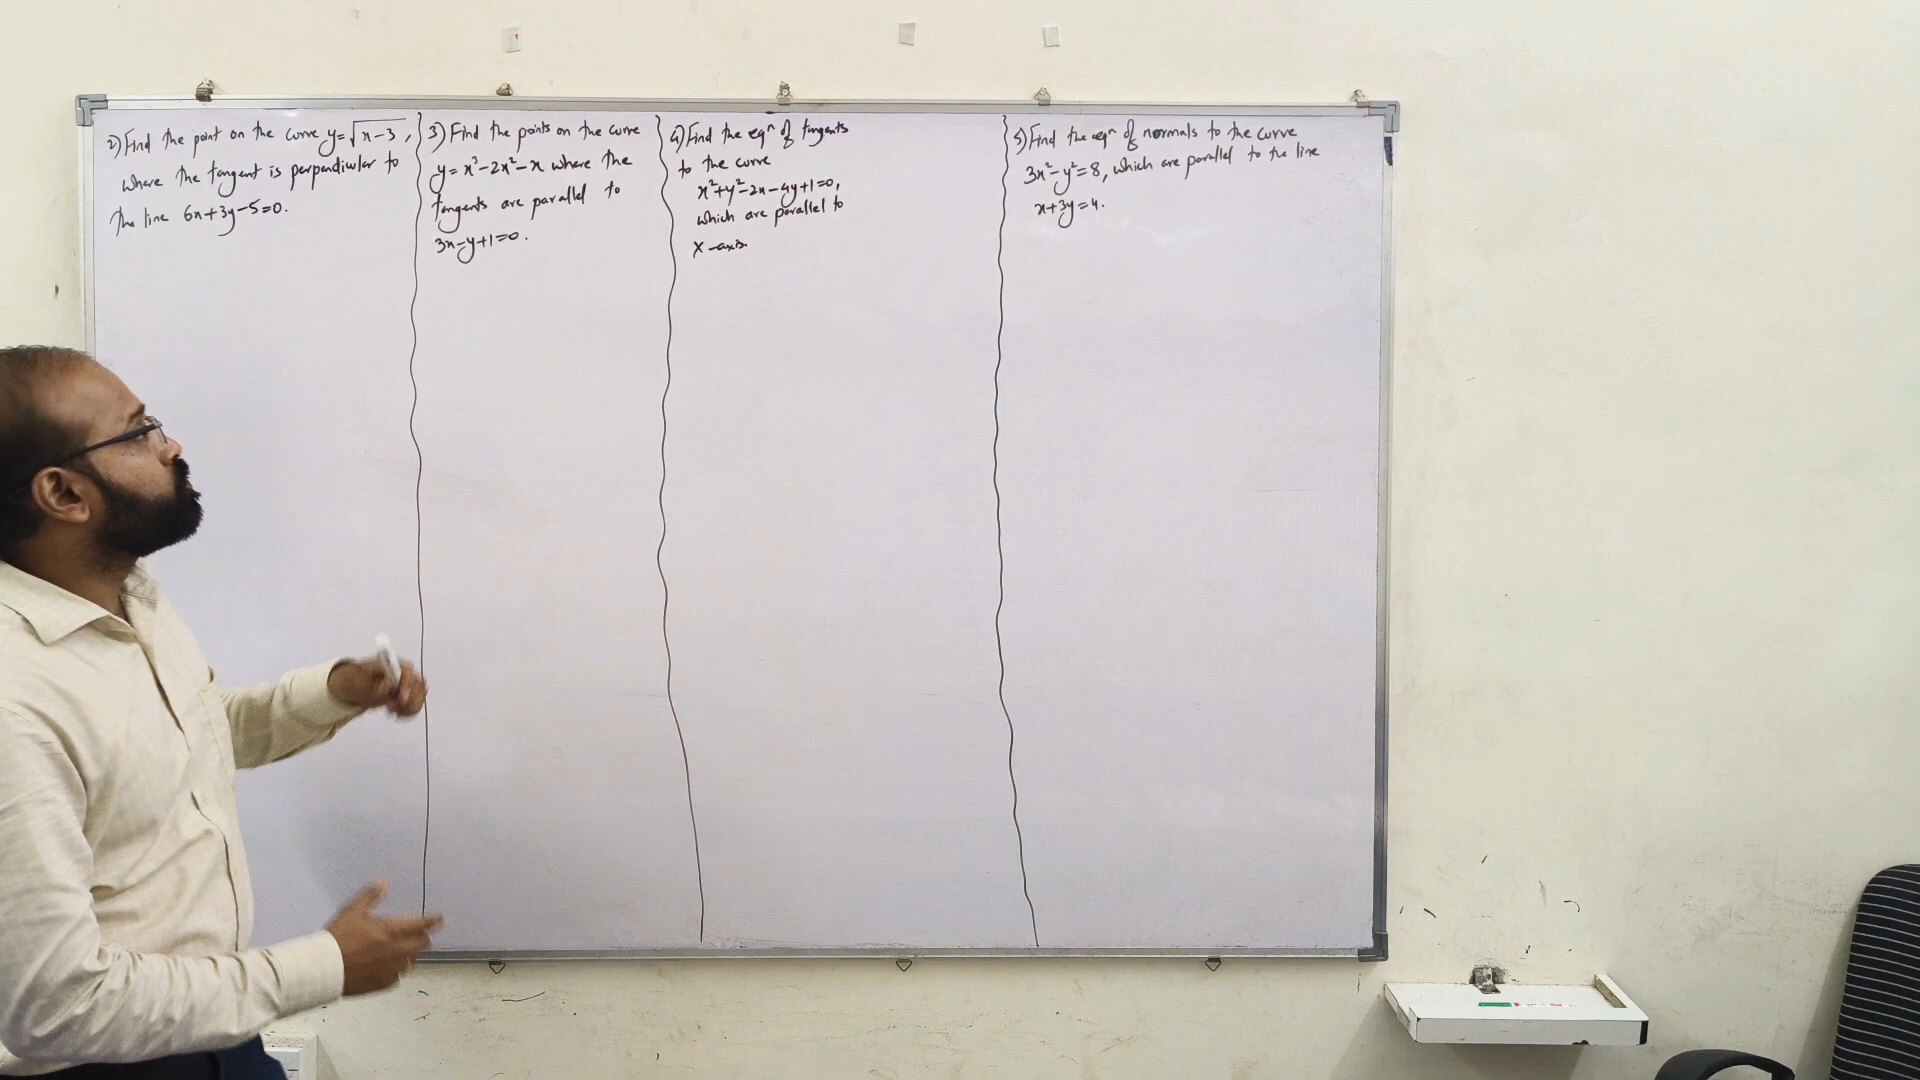 2) Find the point on the curve y=√x-3,
where the tangent is perpendicular to
the line 6x+3y-5=0.
3) Find the points on the curve
y=x³-2x²-x where the
tangents are parallel to
3x-y+1=0.
4) Find the eqⁿ of tangents
to the curve
x²+y²-2x-4y+1=0,
which are parallel to
X-axis.
5) Find the eqⁿ of normals to the curve
3x²-y²=8, which are parallel to the line
x+3y=4.